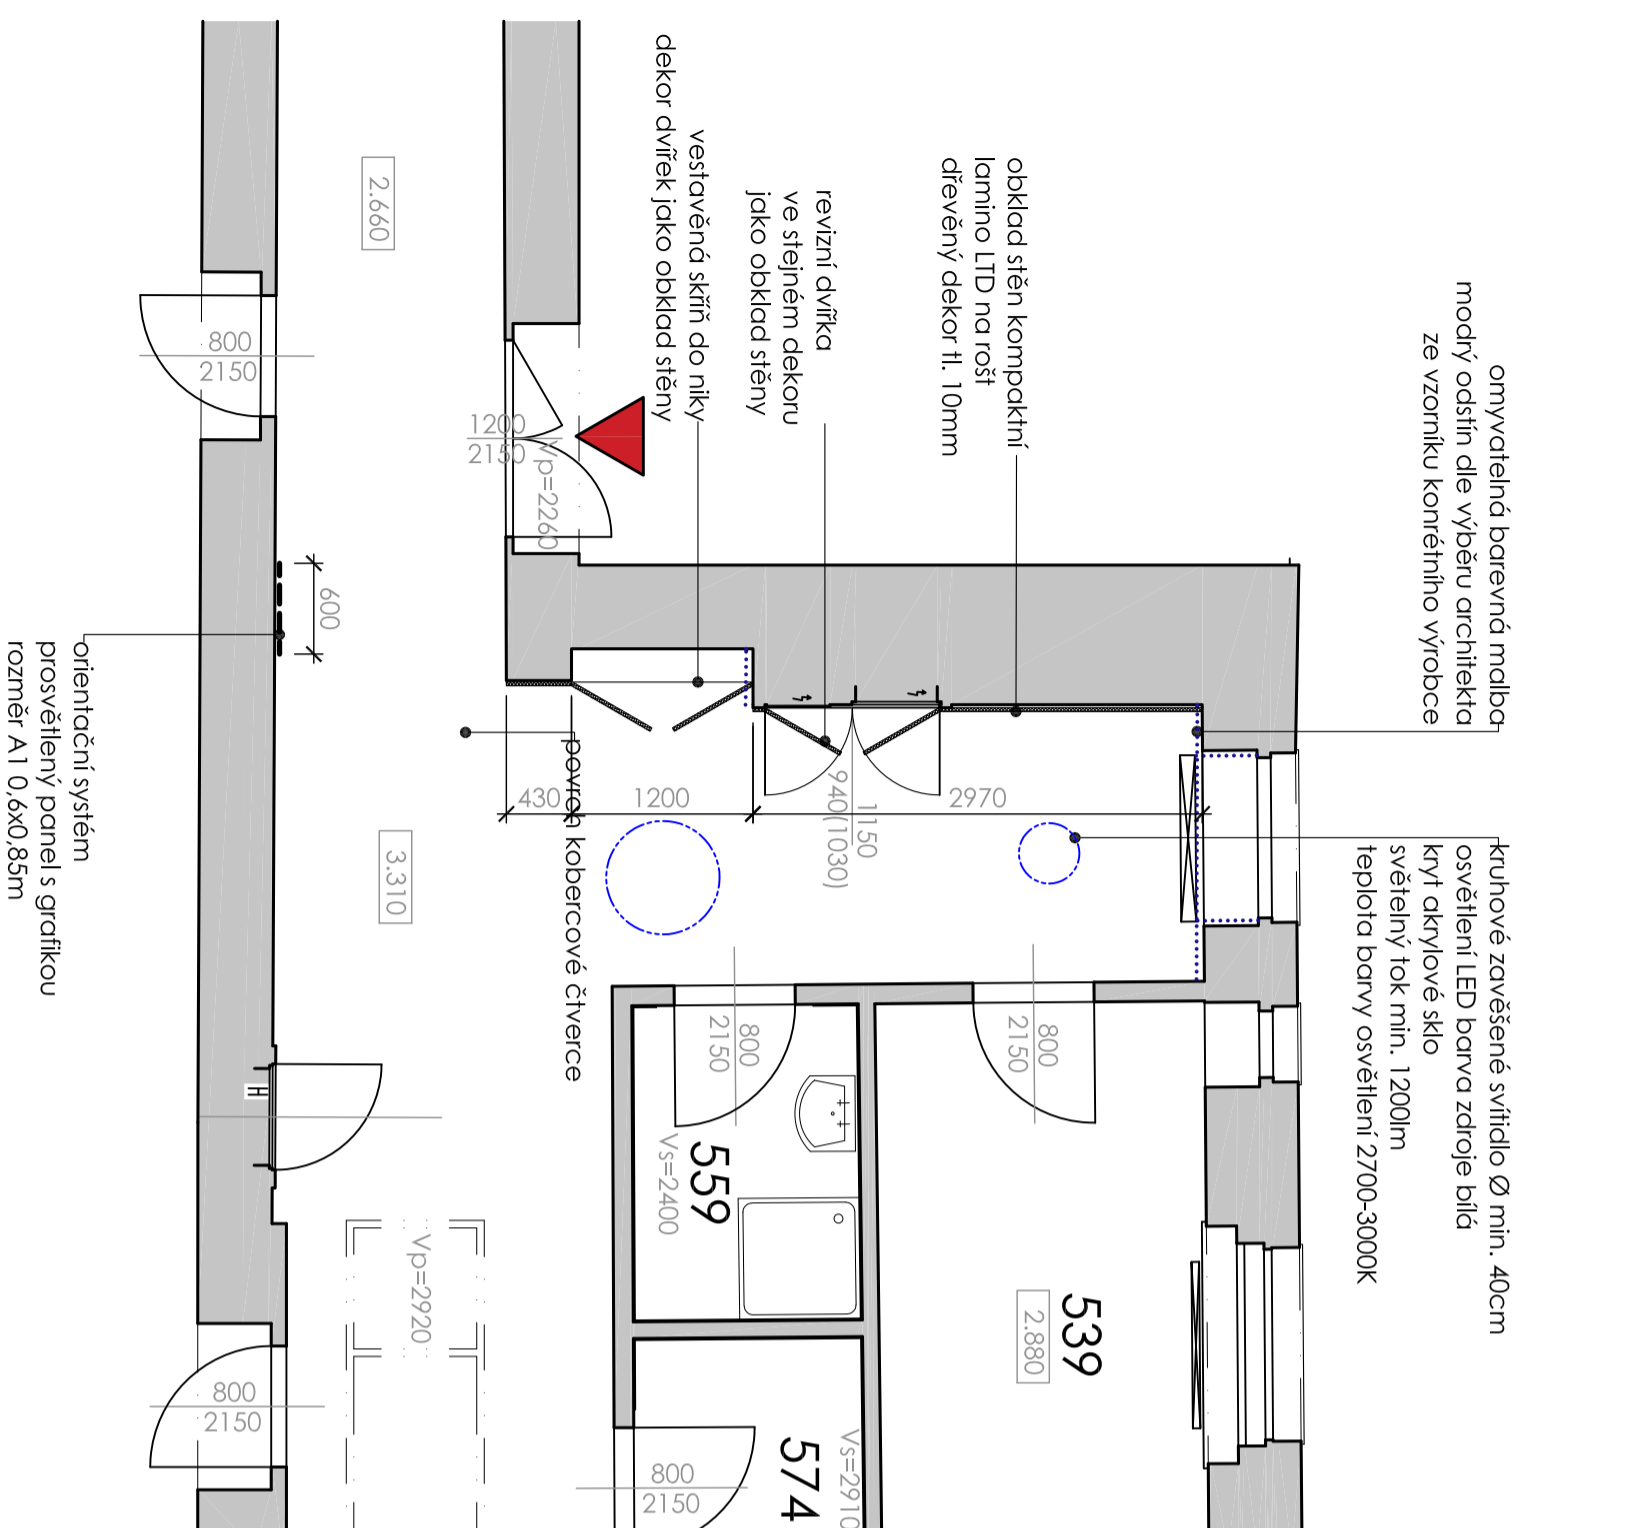 omyvatelná barevná malba
modrý odstín dle výběru architekta
ze vzorníku konrétního výrobce
kruhové zavěšené svítidlo Ø min. 40cm
osvětlení LED barva zdroje bílá
kryt akrylové sklo
světelný tok min. 1200lm
teplota barvy osvětlení 2700-3000K
obklad stěn kompaktní
lamino LTD na rošt
dřevěný dekor tl. 10mm
revizní dvířka
ve stejném dekoru
jako obklad stěny
vestavěná skříň do niky
dekor dvířek jako obklad stěny
povrch kobercové čtverce
orientační systém
prosvětlený panel s grafikou
rozměr A1 0,6x0,85m
2.660
800
2150
1200
2150
Vp=2260
600
430
1200
2970
1150
940(1030)
3.310
800
2150
800
2150
559
Vs=2400
539
2.880
H
Vp=2920
800
2150
800
2150
574
Vs=2910